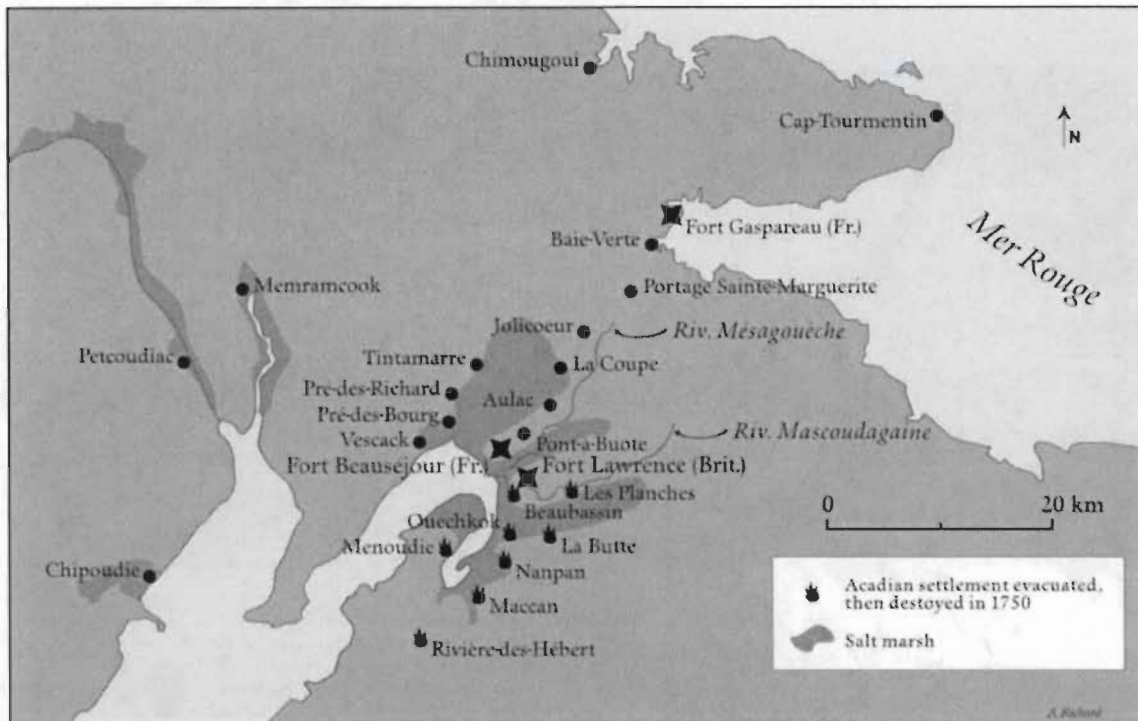 Chimougoui
Cap-Tourmentin
N
Fort Gaspareau (Fr.)
Baie-Verte
Mer Rouge
Memramcook
Portage Sainte-Marguerite
Jolicoeur
Riv. Mésagouèche
Petcoudiac
Tintamarre
La Coupe
Pré-des-Richard
Aulac
Pré-des-Bourg
Vescack
Pont-à-Buote
Riv. Mascoudagaine
Fort Beauséjour (Fr.)
Fort Lawrence (Brit.)
Les Planches
Beaubassin
Ouechkok
Menoudie
La Butte
Nanpan
Chipoudie
Maccan
Rivière-des-Hébert
0 20 km
Acadian settlement evacuated,
then destoyed in 1750
Salt marsh
A. Richard